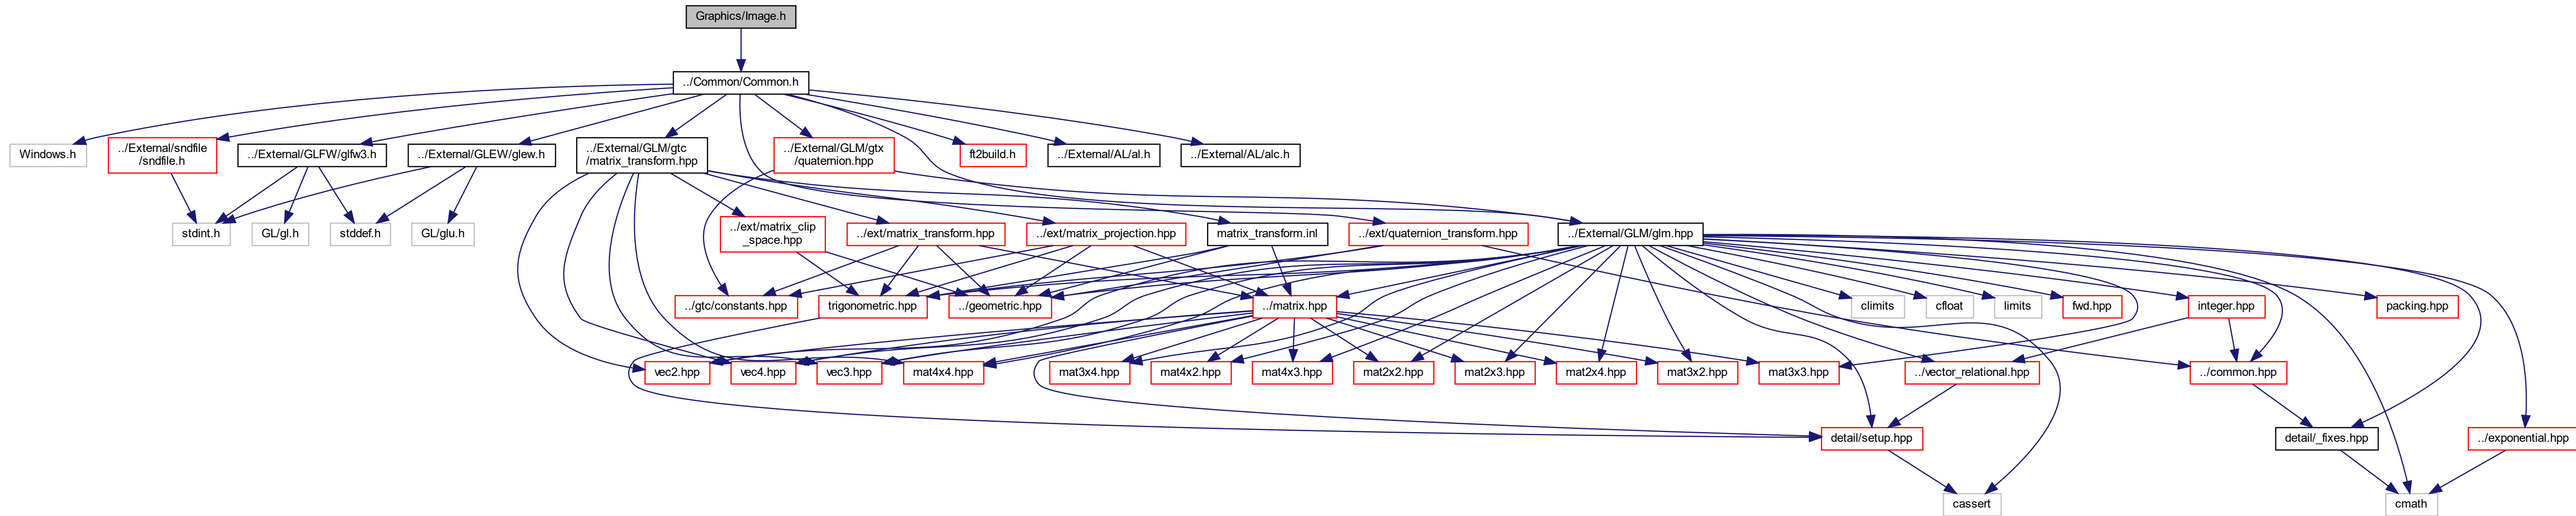 Graphics/Image.h
../Common/Common.h
Windows.h
../External/sndfile
/sndfile.h
../External/GLFW/glfw3.h
../External/GLEW/glew.h
../External/GLM/gtc
/matrix_transform.hpp
../External/GLM/gtx
/quaternion.hpp
ft2build.h
../External/AL/al.h
../External/AL/alc.h
stdint.h
GL/gl.h
stddef.h
GL/glu.h
../ext/matrix_clip
_space.hpp
../ext/matrix_transform.hpp
../ext/matrix_projection.hpp
matrix_transform.inl
../ext/quaternion_transform.hpp
../External/GLM/glm.hpp
../gtc/constants.hpp
trigonometric.hpp
../geometric.hpp
../matrix.hpp
climits
cfloat
limits
fwd.hpp
integer.hpp
packing.hpp
vec2.hpp
vec4.hpp
vec3.hpp
mat4x4.hpp
mat3x4.hpp
mat4x2.hpp
mat4x3.hpp
mat2x2.hpp
mat2x3.hpp
mat2x4.hpp
mat3x2.hpp
mat3x3.hpp
../vector_relational.hpp
../common.hpp
detail/setup.hpp
detail/_fixes.hpp
../exponential.hpp
cassert
cmath